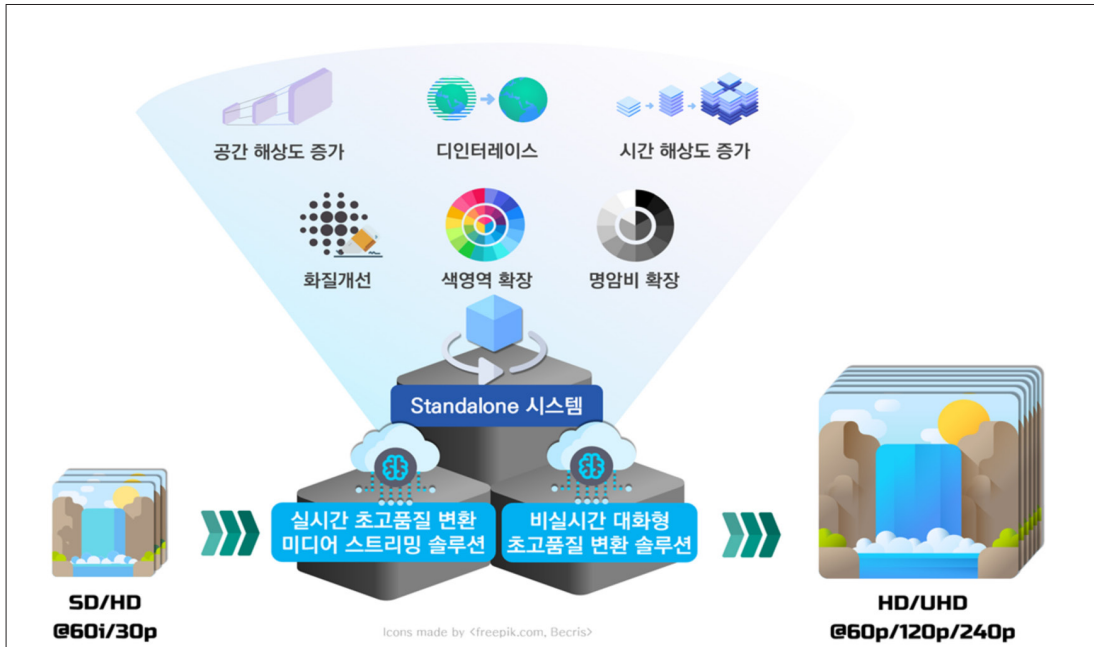 공간 해상도 증가
디인터레이스
시간 해상도 증가
화질개선
색영역 확장
명암비 확장
Standalone 시스템
실시간 초고품질 변환
미디어 스트리밍 솔루션
비실시간 대화형
초고품질 변환 솔루션
SD/HD
@60i/30p
HD/UHD
@60p/120p/240p
Icons made by <freepik.com, Becris>